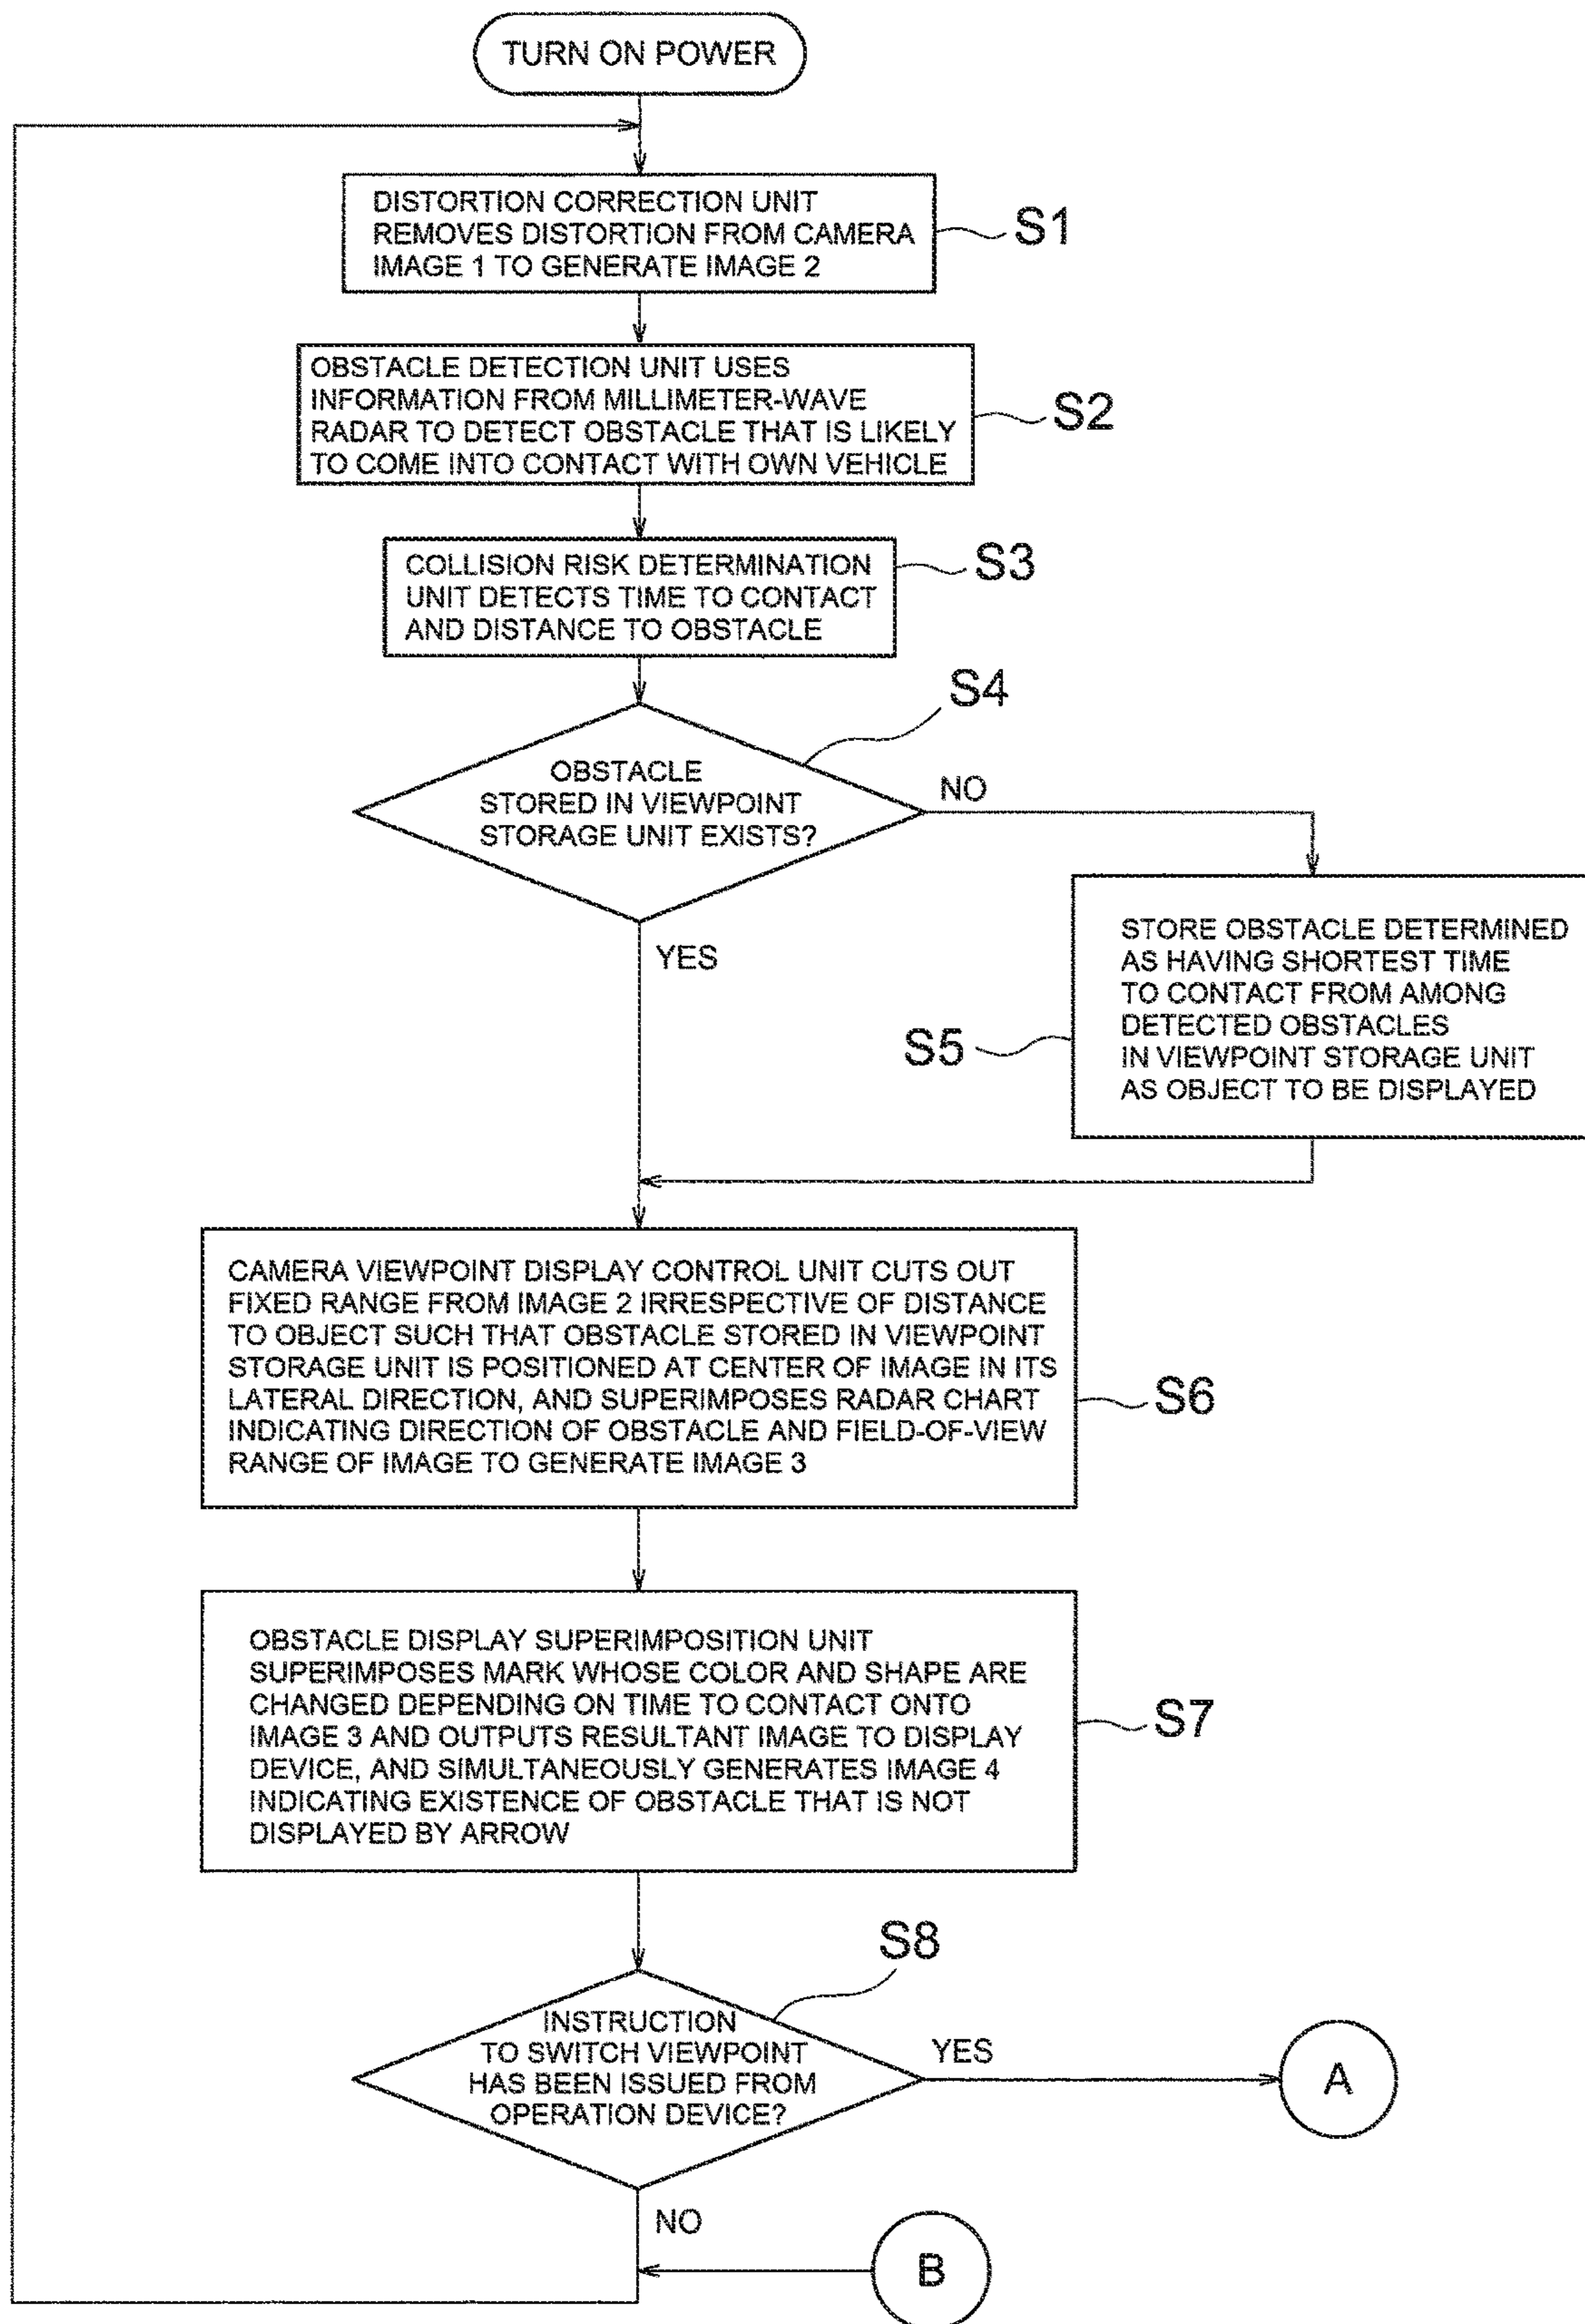 TURN ON POWER
DISTORTION CORRECTION UNIT
REMOVES DISTORTION FROM CAMERA
IMAGE 1 TO GENERATE IMAGE 2
S1
OBSTACLE DETECTION UNIT USES
INFORMATION FROM MILLIMETER-WAVE
RADAR TO DETECT OBSTACLE THAT IS LIKELY
TO COME INTO CONTACT WITH OWN VEHICLE
S2
COLLISION RISK DETERMINATION
UNIT DETECTS TIME TO CONTACT
AND DISTANCE TO OBSTACLE
S3
S4
OBSTACLE
STORED IN VIEWPOINT
STORAGE UNIT EXISTS?
NO
YES
STORE OBSTACLE DETERMINED
AS HAVING SHORTEST TIME
TO CONTACT FROM AMONG
DETECTED OBSTACLES
IN VIEWPOINT STORAGE UNIT
AS OBJECT TO BE DISPLAYED
S5
CAMERA VIEWPOINT DISPLAY CONTROL UNIT CUTS OUT
FIXED RANGE FROM IMAGE 2 IRRESPECTIVE OF DISTANCE
TO OBJECT SUCH THAT OBSTACLE STORED IN VIEWPOINT
STORAGE UNIT IS POSITIONED AT CENTER OF IMAGE IN ITS
LATERAL DIRECTION, AND SUPERIMPOSES RADAR CHART
INDICATING DIRECTION OF OBSTACLE AND FIELD-OF-VIEW
RANGE OF IMAGE TO GENERATE IMAGE 3
S6
OBSTACLE DISPLAY SUPERIMPOSITION UNIT
SUPERIMPOSES MARK WHOSE COLOR AND SHAPE ARE
CHANGED DEPENDING ON TIME TO CONTACT ONTO
IMAGE 3 AND OUTPUTS RESULTANT IMAGE TO DISPLAY
DEVICE, AND SIMULTANEOUSLY GENERATES IMAGE 4
INDICATING EXISTENCE OF OBSTACLE THAT IS NOT
DISPLAYED BY ARROW
S7
S8
INSTRUCTION
TO SWITCH VIEWPOINT
HAS BEEN ISSUED FROM
OPERATION DEVICE?
YES
A
NO
B